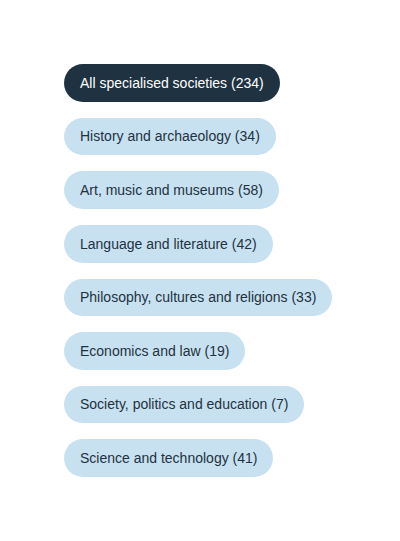 All specialised societies (234)
History and archaeology (34)
Art, music and museums (58)
Language and literature (42)
Philosophy, cultures and religions (33)
Economics and law (19)
Society, politics and education (7)
Science and technology (41)